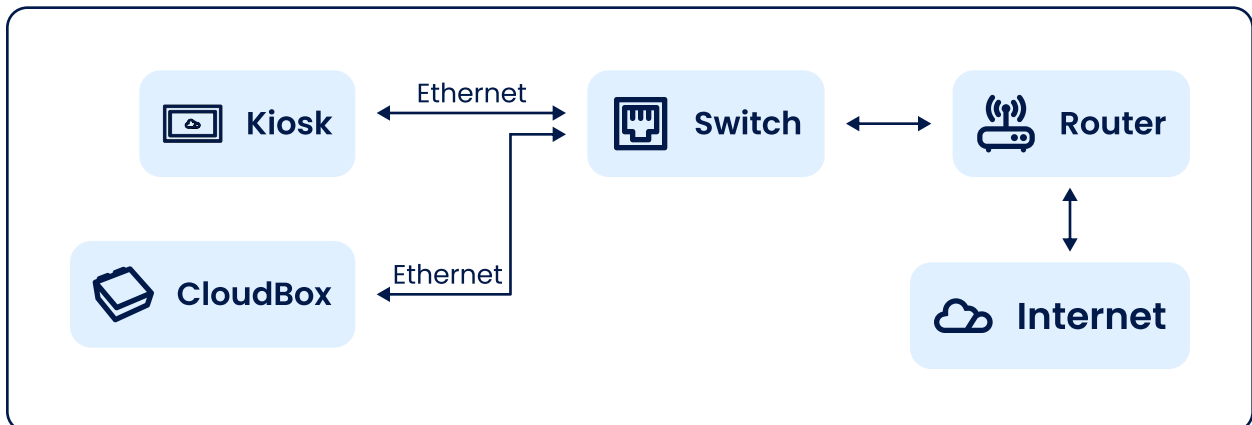 Ethernet
Kiosk
Switch
Router
Ethernet
CloudBox
Internet